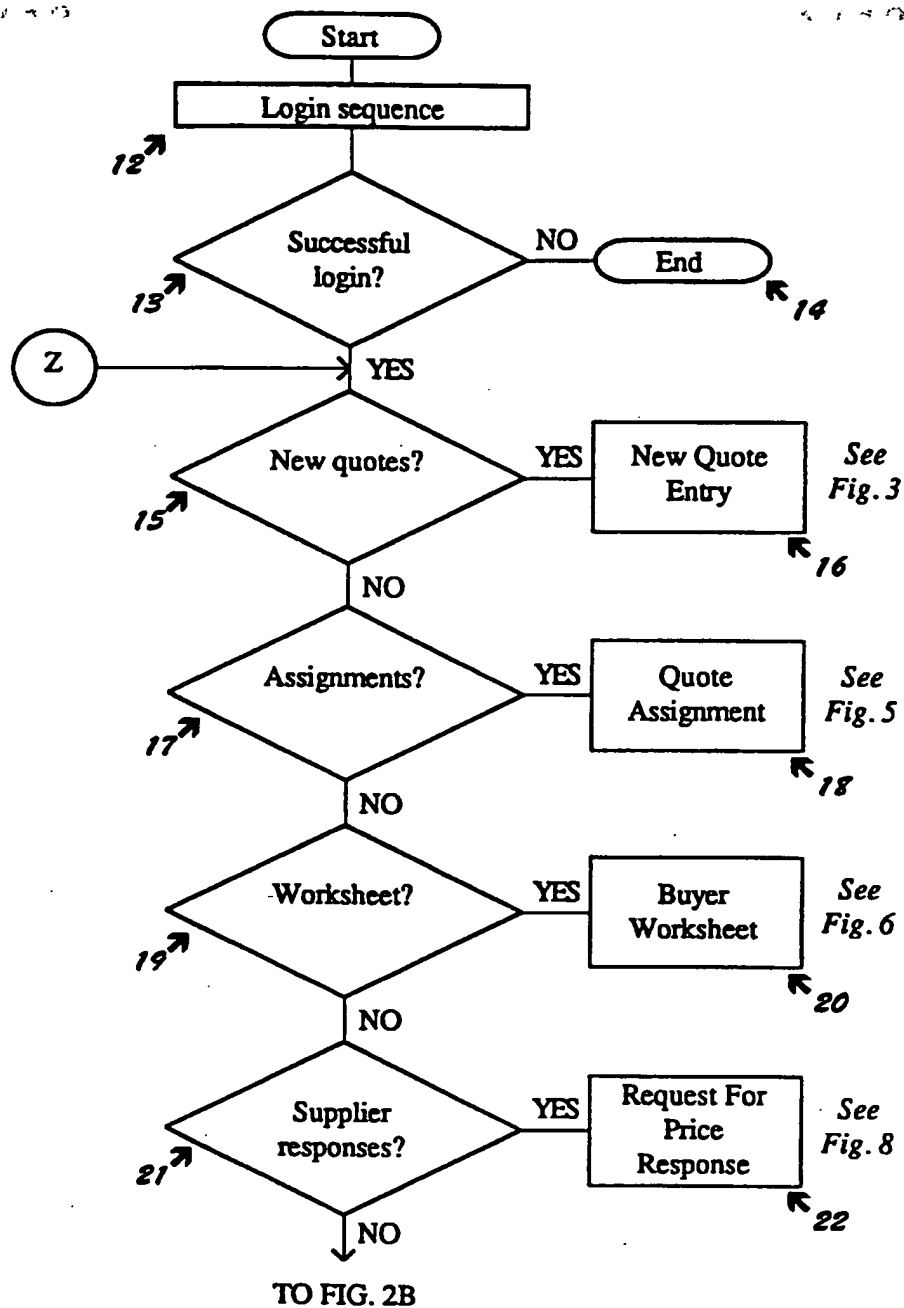 Start
Login sequence
12
Successful
login?
NO
End
13
14
Z
YES
New quotes?
YES
New Quote
Entry
See
Fig. 3
15
16
NO
Assignments?
YES
Quote
Assignment
See
Fig. 5
17
18
NO
Worksheet?
YES
Buyer
Worksheet
See
Fig. 6
19
20
NO
Supplier
responses?
YES
Request For
Price
Response
See
Fig. 8
21
22
NO
TO FIG. 2B